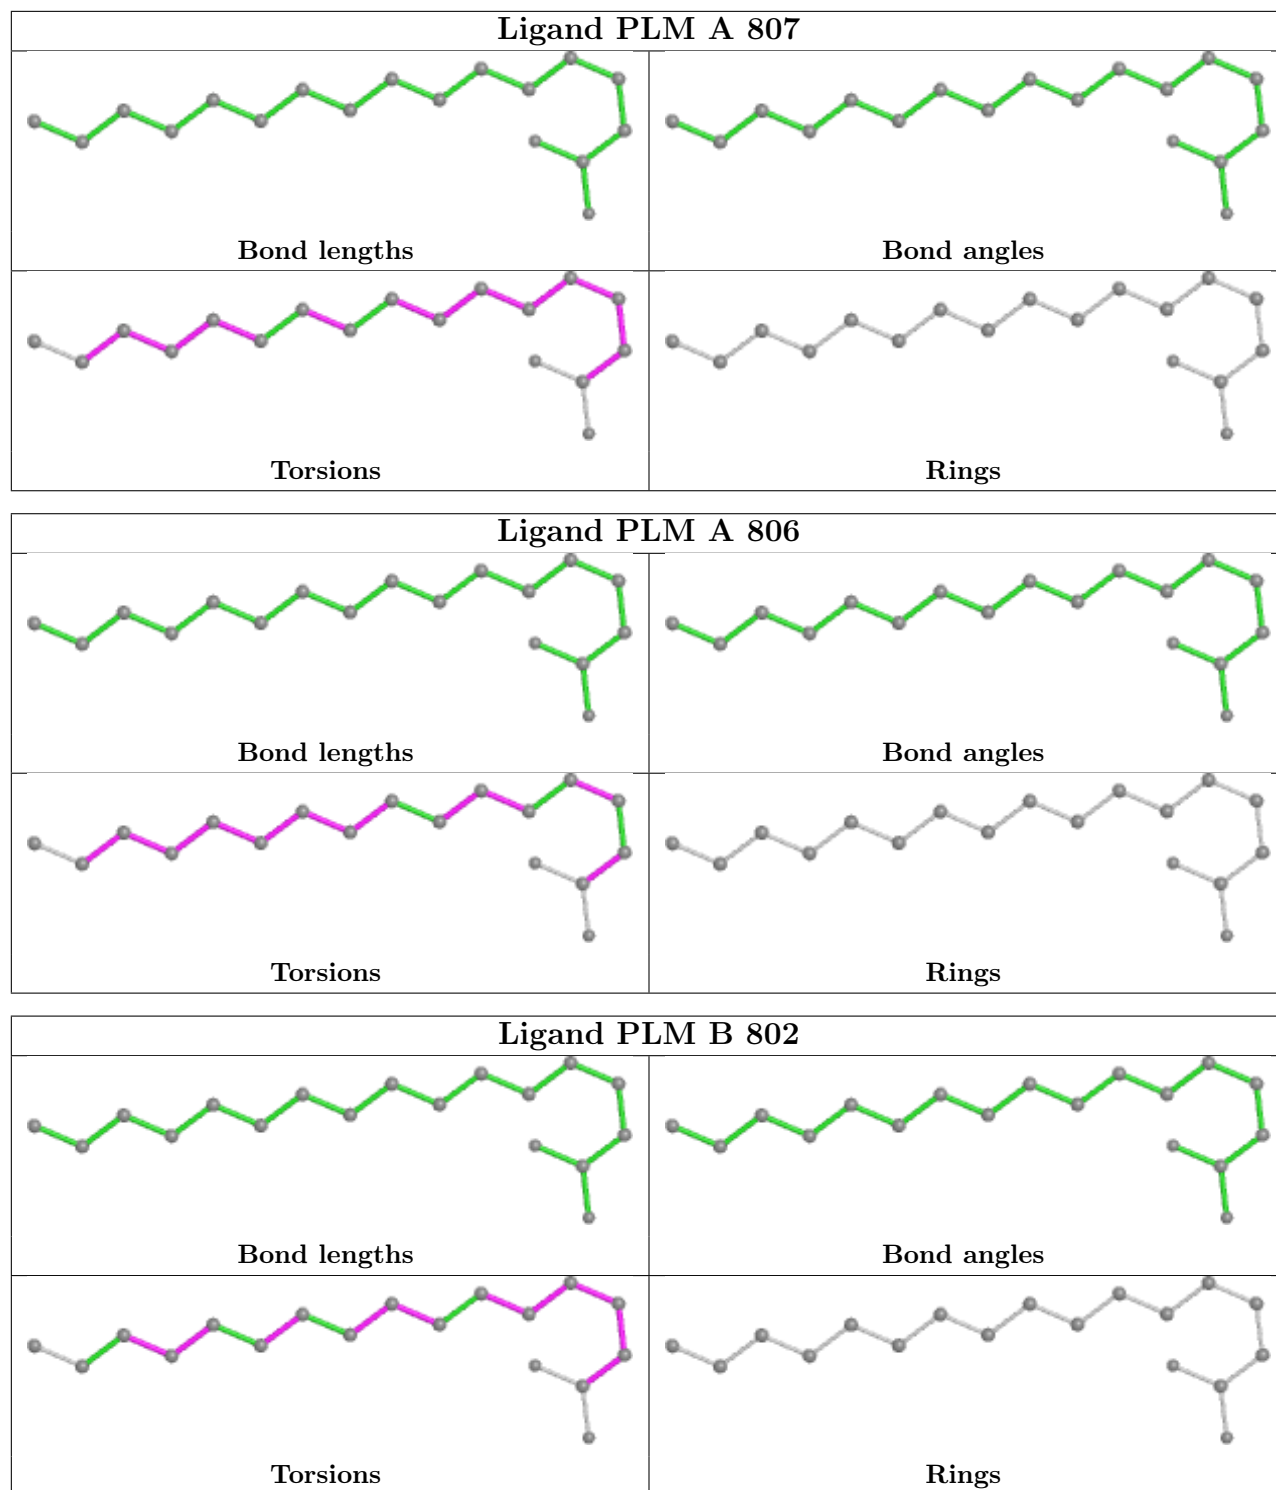 Ligand PLM A 807
Bond lengths
Bond angles
Torsions
Rings
Ligand PLM A 806
Bond lengths
Bond angles
Torsions
Rings
Ligand PLM B 802
Bond lengths
Bond angles
Torsions
Rings